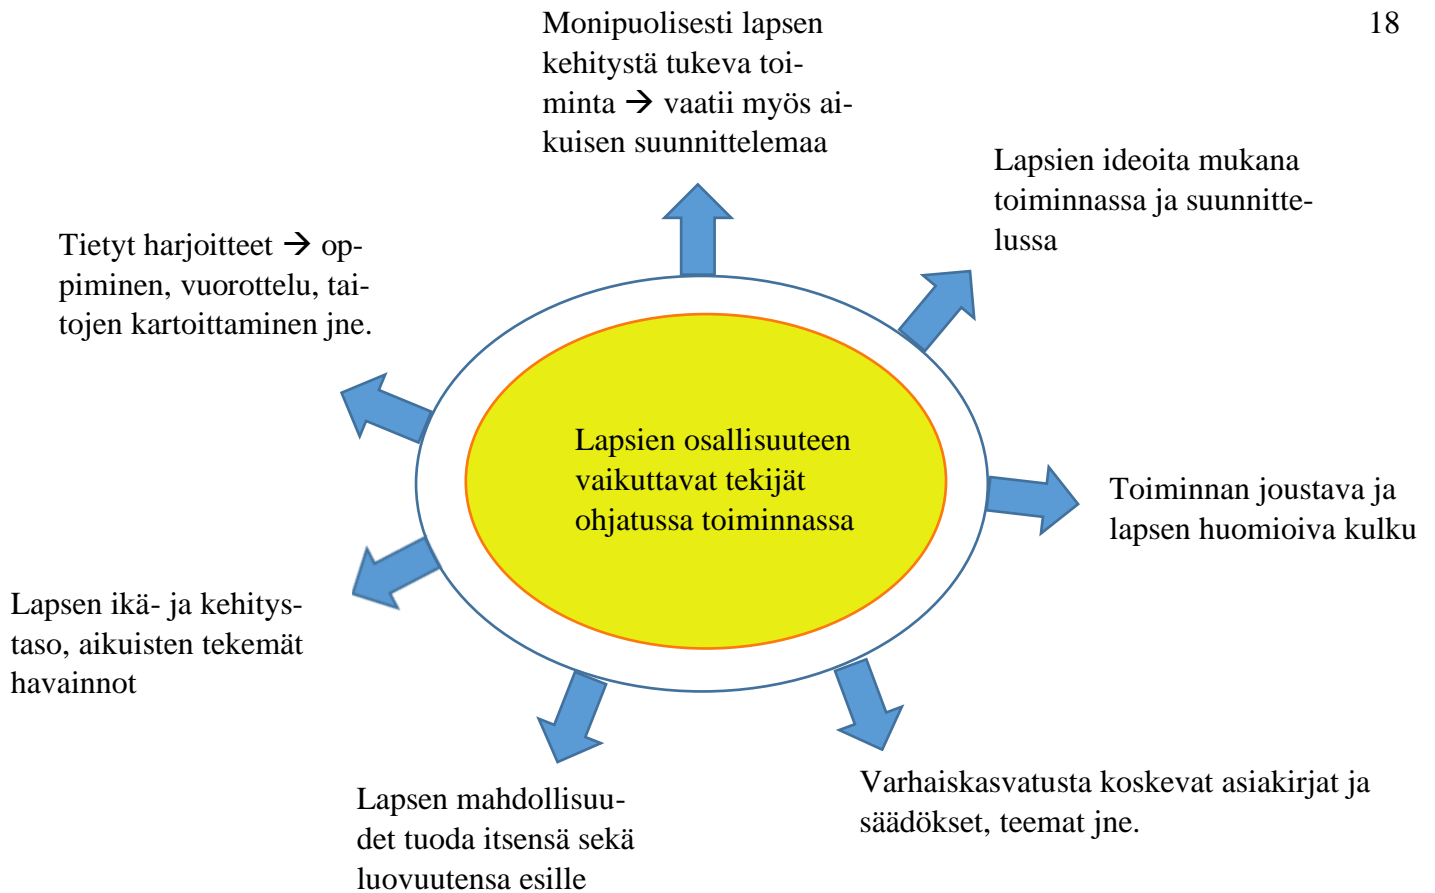 18
Monipuolisesti lapsen
kehitystä tukeva toi-
minta → vaatii myös ai-
kuisen suunnittelemaa
Lapsien ideoita mukana
toiminnassa ja suunnitte-
lussa
Tietyt harjoitteet → op-
piminen, vuorottelu, tai-
tojen kartoittaminen jne.
Lapsien osallisuuteen
vaikuttavat tekijät
ohjatussa toiminnassa
Toiminnan joustava ja
lapsen huomioiva kulku
Lapsen ikä- ja kehitys-
taso, aikuisten tekemät
havainnot
Varhaiskasvatusta koskevat asiakirjat ja
säädökset, teemat jne.
Lapsen mahdollisuu-
det tuoda itsensä sekä
luovuutensa esille